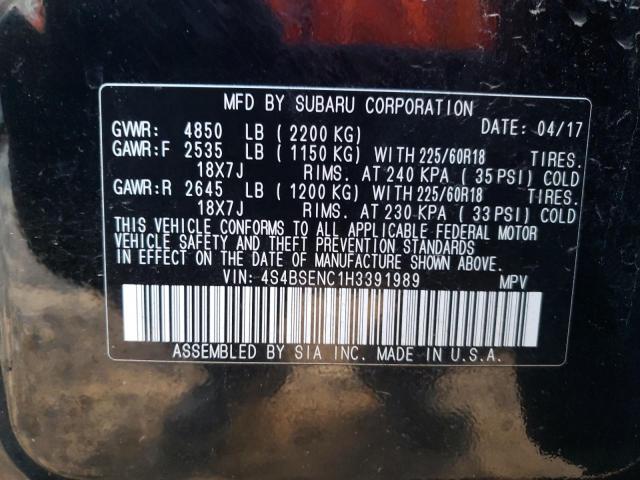 MFD BY SUBARU CORPORATION
GVWR: 4850 LB ( 2200 KG) DATE: 04/17
GAWR:F 2535 LB ( 1150 KG) WITH 225/60R18 TIRES.
18X7J RIMS. AT 240 KPA ( 35 PSI) COLD
GAWR:R 2645 LB ( 1200 KG) WITH 225/60R18 TIRES.
18X7J RIMS. AT 230 KPA ( 33 PSI) COLD
THIS VEHICLE CONFORMS TO ALL APPLICABLE FEDERAL MOTOR
VEHICLE SAFETY AND THEFT PREVENTION STANDARDS
IN EFFECT ON THE DATE OF MANUFACTURE SHOWN ABOVE.
VIN: 4S4BSENC1H3391989 MPV
ASSEMBLED BY SIA INC. MADE IN U.S.A.